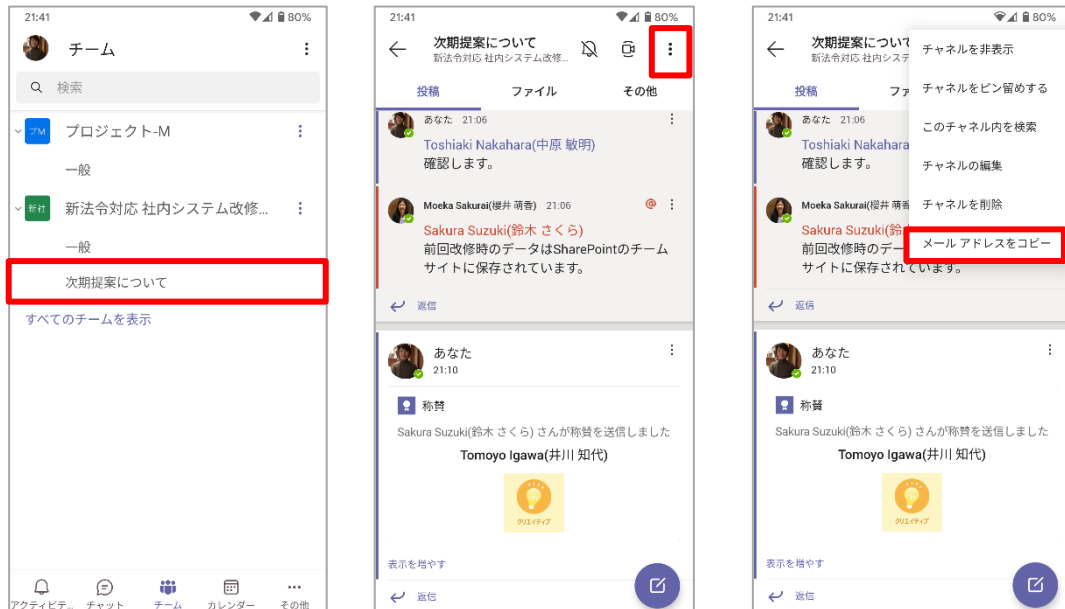 21:41
80%
チーム
検索
プM
プロジェクト-M
一般
新社
新法令対応 社内システム改修...
一般
次期提案について
すべてのチームを表示
アクティビテ...
チャット
チーム
カレンダー
その他
21:41
80%
次期提案について
新法令対応 社内システム改修...
投稿
ファイル
その他
あなた 21:06
Toshiaki Nakahara(中原 敏明)
確認します。
Moeka Sakurai(櫻井 萌香) 21:06
@
Sakura Suzuki(鈴木 さくら)
前回改修時のデータはSharePointのチーム
サイトに保存されています。
返信
あなた
21:10
称賛
Sakura Suzuki(鈴木 さくら) さんが称賛を送信しました
Tomoyo Igawa(井川 知代)
クリエイティブ
表示を増やす
返信
21:41
80%
次期提案について
新法令対応 社内システ
投稿
ファ
チャネルを非表示
チャネルをピン留めする
このチャネル内を検索
チャネルの編集
チャネルを削除
メール アドレスをコピー
あなた 21:06
Toshiaki Nakahara
確認します。
Moeka Sakurai(櫻井 萌香
Sakura Suzuki(鈴
前回改修時のデー
サイトに保存されています。
返信
あなた
21:10
称賛
Sakura Suzuki(鈴木 さくら) さんが称賛を送信しました
Tomoyo Igawa(井川 知代)
クリエイティブ
表示を増やす
返信